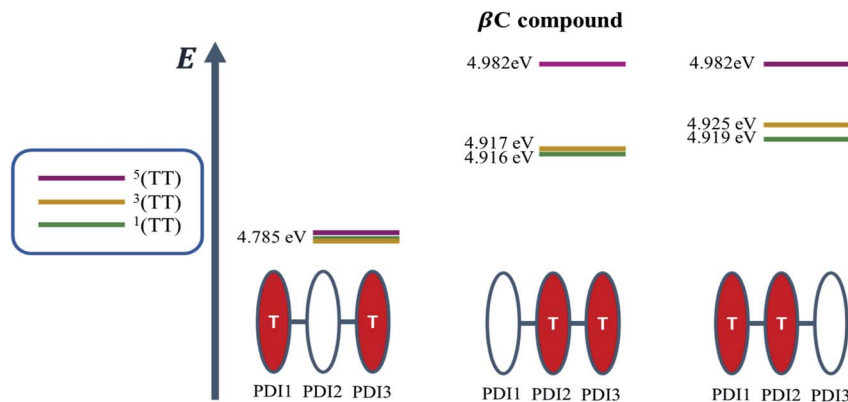 βC compound
E
4.982eV
4.982eV
4.925 eV
4.917 eV
4.919 eV
4.916 eV
⁵(TT)
³(TT)
¹(TT)
4.785 eV
T T T T T T
PDI1 PDI2 PDI3 PDI1 PDI2 PDI3 PDI1 PDI2 PDI3